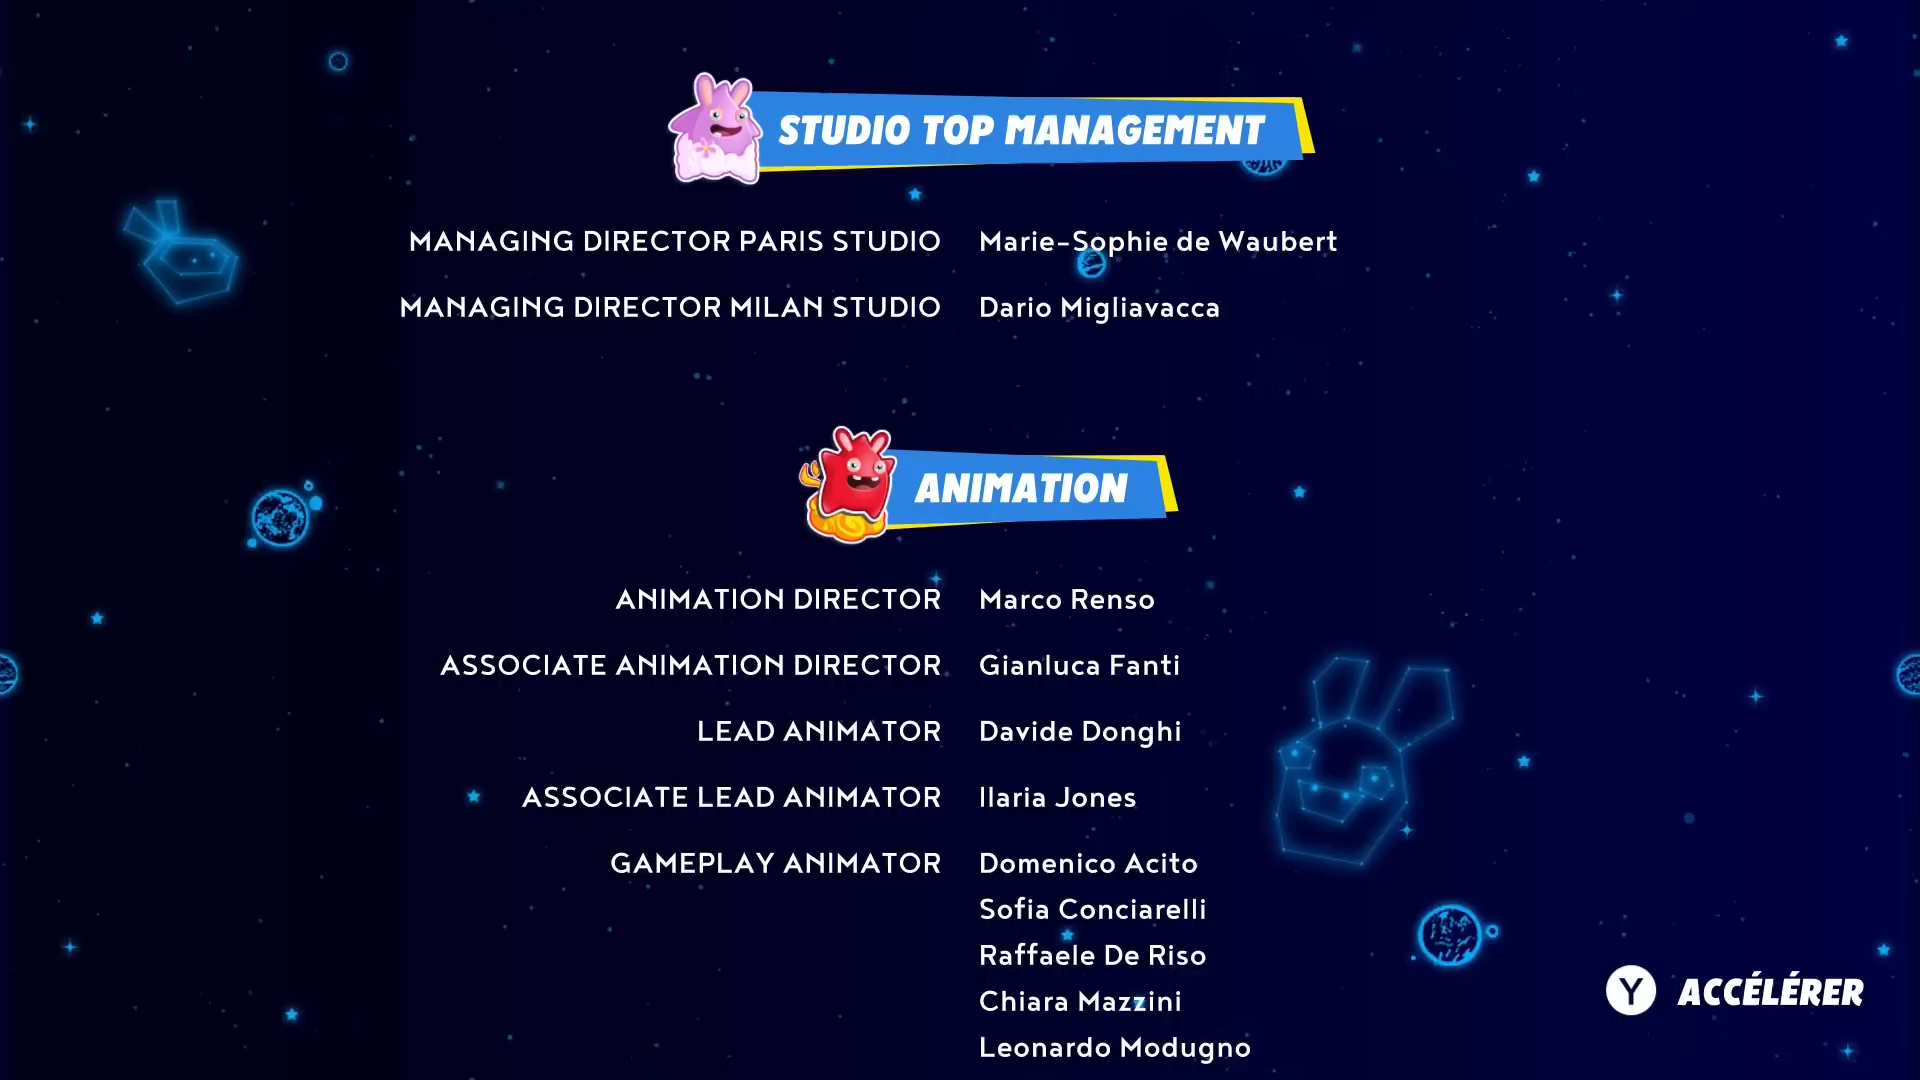 STUDIO TOP MANAGEMENT
MANAGING DIRECTOR PARIS STUDIO Marie-Sophie de Waubert
MANAGING DIRECTOR MILAN STUDIO Dario Migliavacca
ANIMATION
ANIMATION DIRECTOR Marco Renso
ASSOCIATE ANIMATION DIRECTOR Gianluca Fanti
LEAD ANIMATOR Davide Donghi
ASSOCIATE LEAD ANIMATOR Ilaria Jones
GAMEPLAY ANIMATOR Domenico Acito
Sofia Conciarelli
Raffaele De Riso
Chiara Mazzini
Leonardo Modugno
Y ACCÉLÉRER